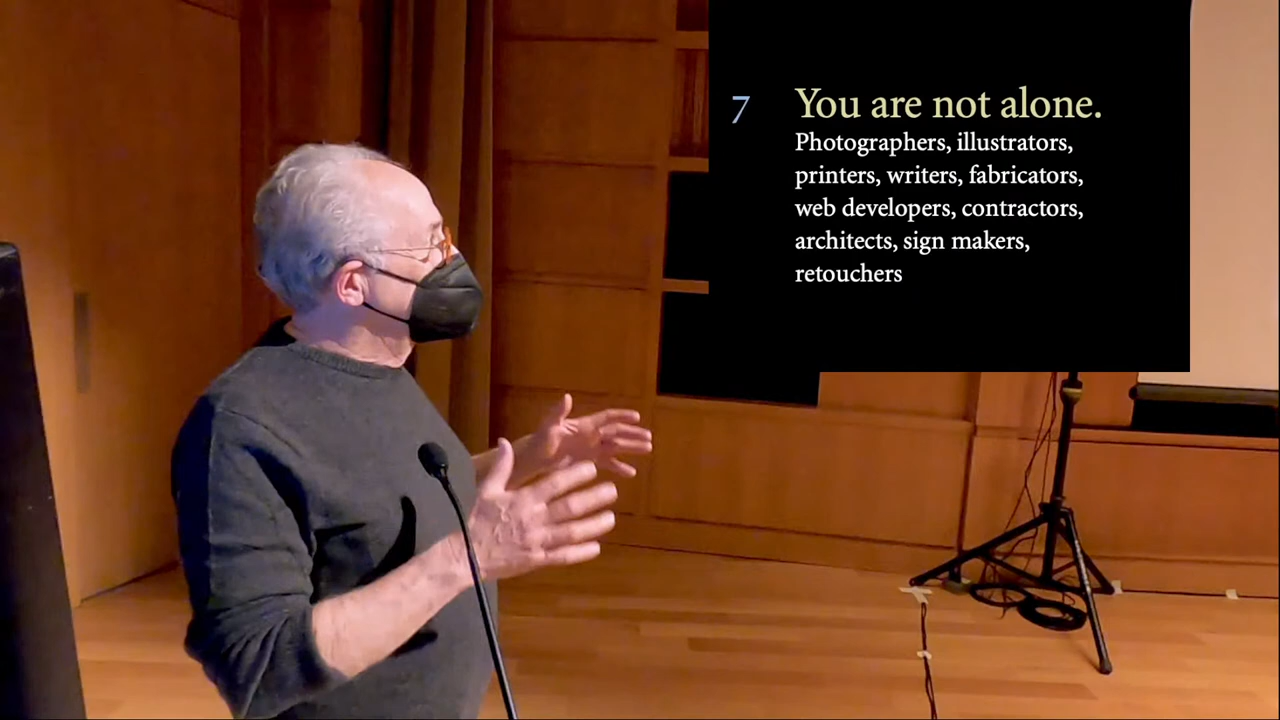 7 You are not alone.
Photographers, illustrators,
printers, writers, fabricators,
web developers, contractors,
architects, sign makers,
retouchers